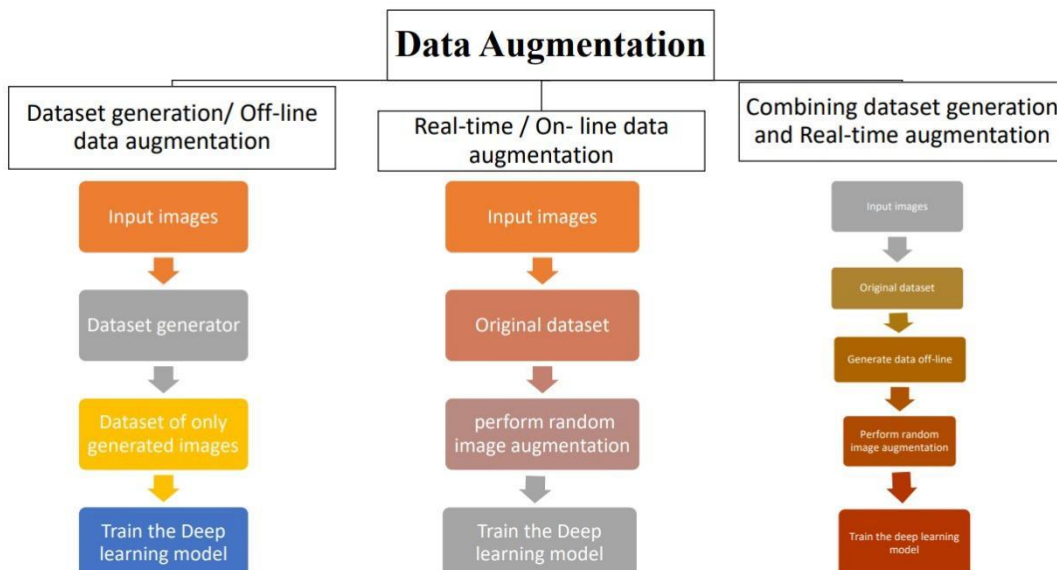 Data Augmentation
Dataset generation/ Off-line
data augmentation
Input images
Dataset generator
Dataset of only
generated images
Train the Deep
learning model
Real-time / On- line data
augmentation
Input images
Original dataset
perform random
image augmentation
Train the Deep
learning model
Combining dataset generation
and Real-time augmentation
Input images
Original dataset
Generate data off-line
Perform random
image augmentation
Train the deep learning
model